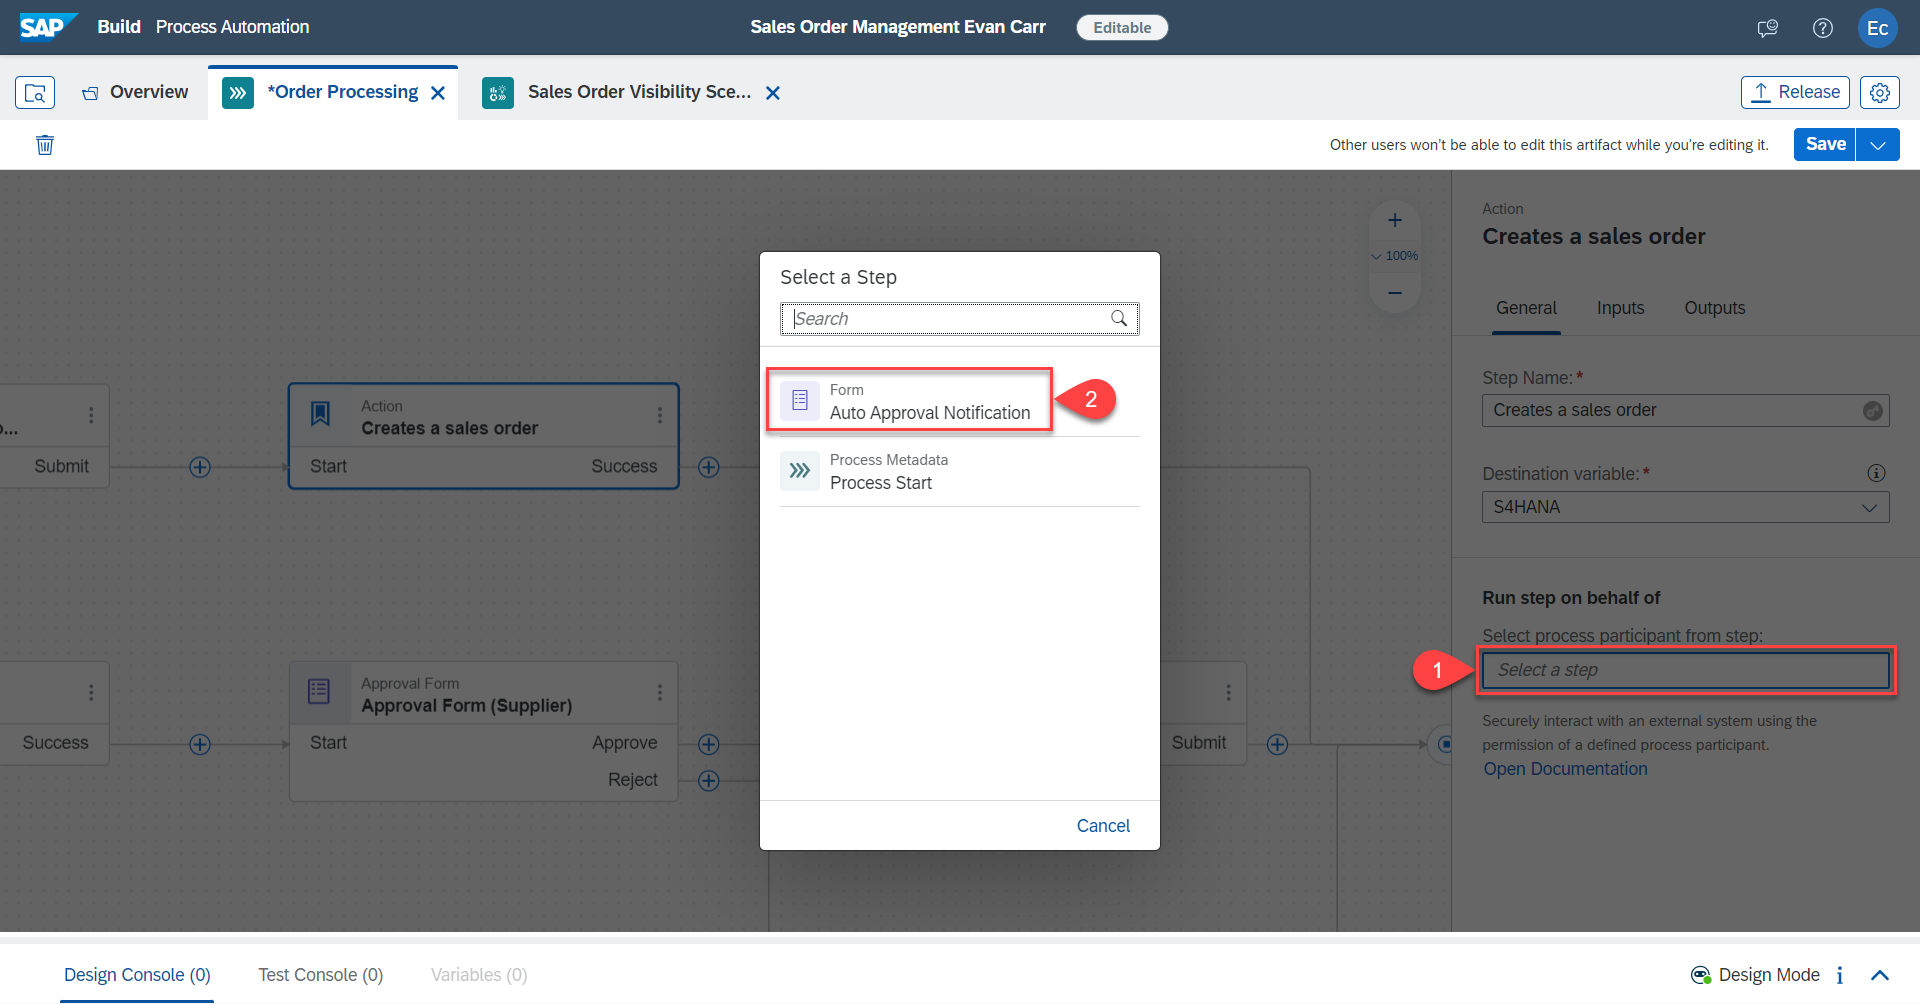 SAP Build Process Automation
Sales Order Management Evan Carr Editable
Ec
Overview
*Order Processing
Sales Order Visibility Sce...
Release
Other users won't be able to edit this artifact while you're editing it.
Save
100%
o...
Submit
Action
Creates a sales order
Start Success
Success
Approval Form
Approval Form (Supplier)
Start Approve
Reject
Submit
Select a Step
Search
Form
Auto Approval Notification
2
Process Metadata
Process Start
Cancel
Action
Creates a sales order
General Inputs Outputs
Step Name:*
Creates a sales order
Destination variable:*
S4HANA
Run step on behalf of
Select process participant from step:
1
Select a step
Securely interact with an external system using the
permission of a defined process participant.
Open Documentation
Design Console (0) Test Console (0) Variables (0)
Design Mode